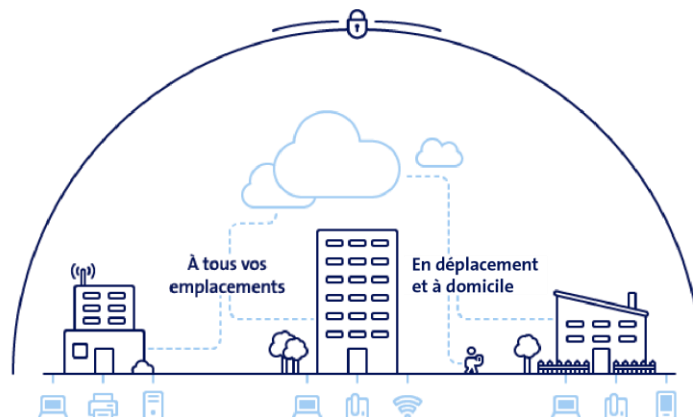 À tous vos
emplacements
En déplacement
et à domicile